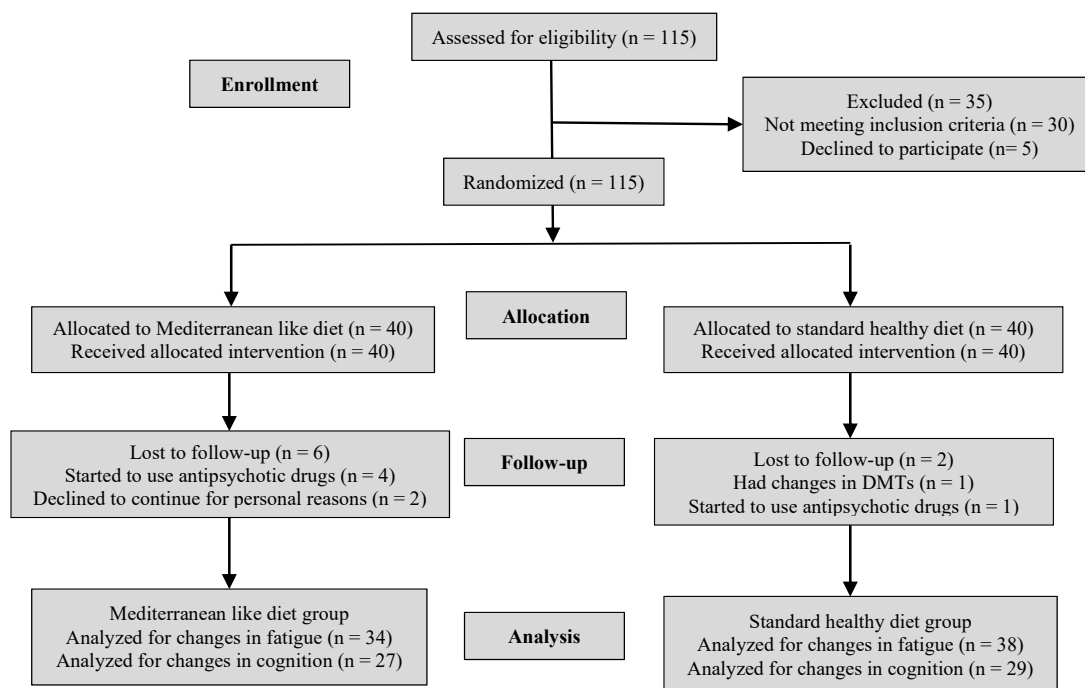 Assessed for eligibility (n = 115)
Enrollment
Excluded (n = 35)
Not meeting inclusion criteria (n = 30)
Declined to participate (n= 5)
Randomized (n = 115)
Allocated to Mediterranean like diet (n = 40)
Received allocated intervention (n = 40)
Allocation
Allocated to standard healthy diet (n = 40)
Received allocated intervention (n = 40)
Lost to follow-up (n = 6)
Started to use antipsychotic drugs (n = 4)
Declined to continue for personal reasons (n = 2)
Follow-up
Lost to follow-up (n = 2)
Had changes in DMTs (n = 1)
Started to use antipsychotic drugs (n = 1)
Mediterranean like diet group
Analyzed for changes in fatigue (n = 34)
Analyzed for changes in cognition (n = 27)
Analysis
Standard healthy diet group
Analyzed for changes in fatigue (n = 38)
Analyzed for changes in cognition (n = 29)